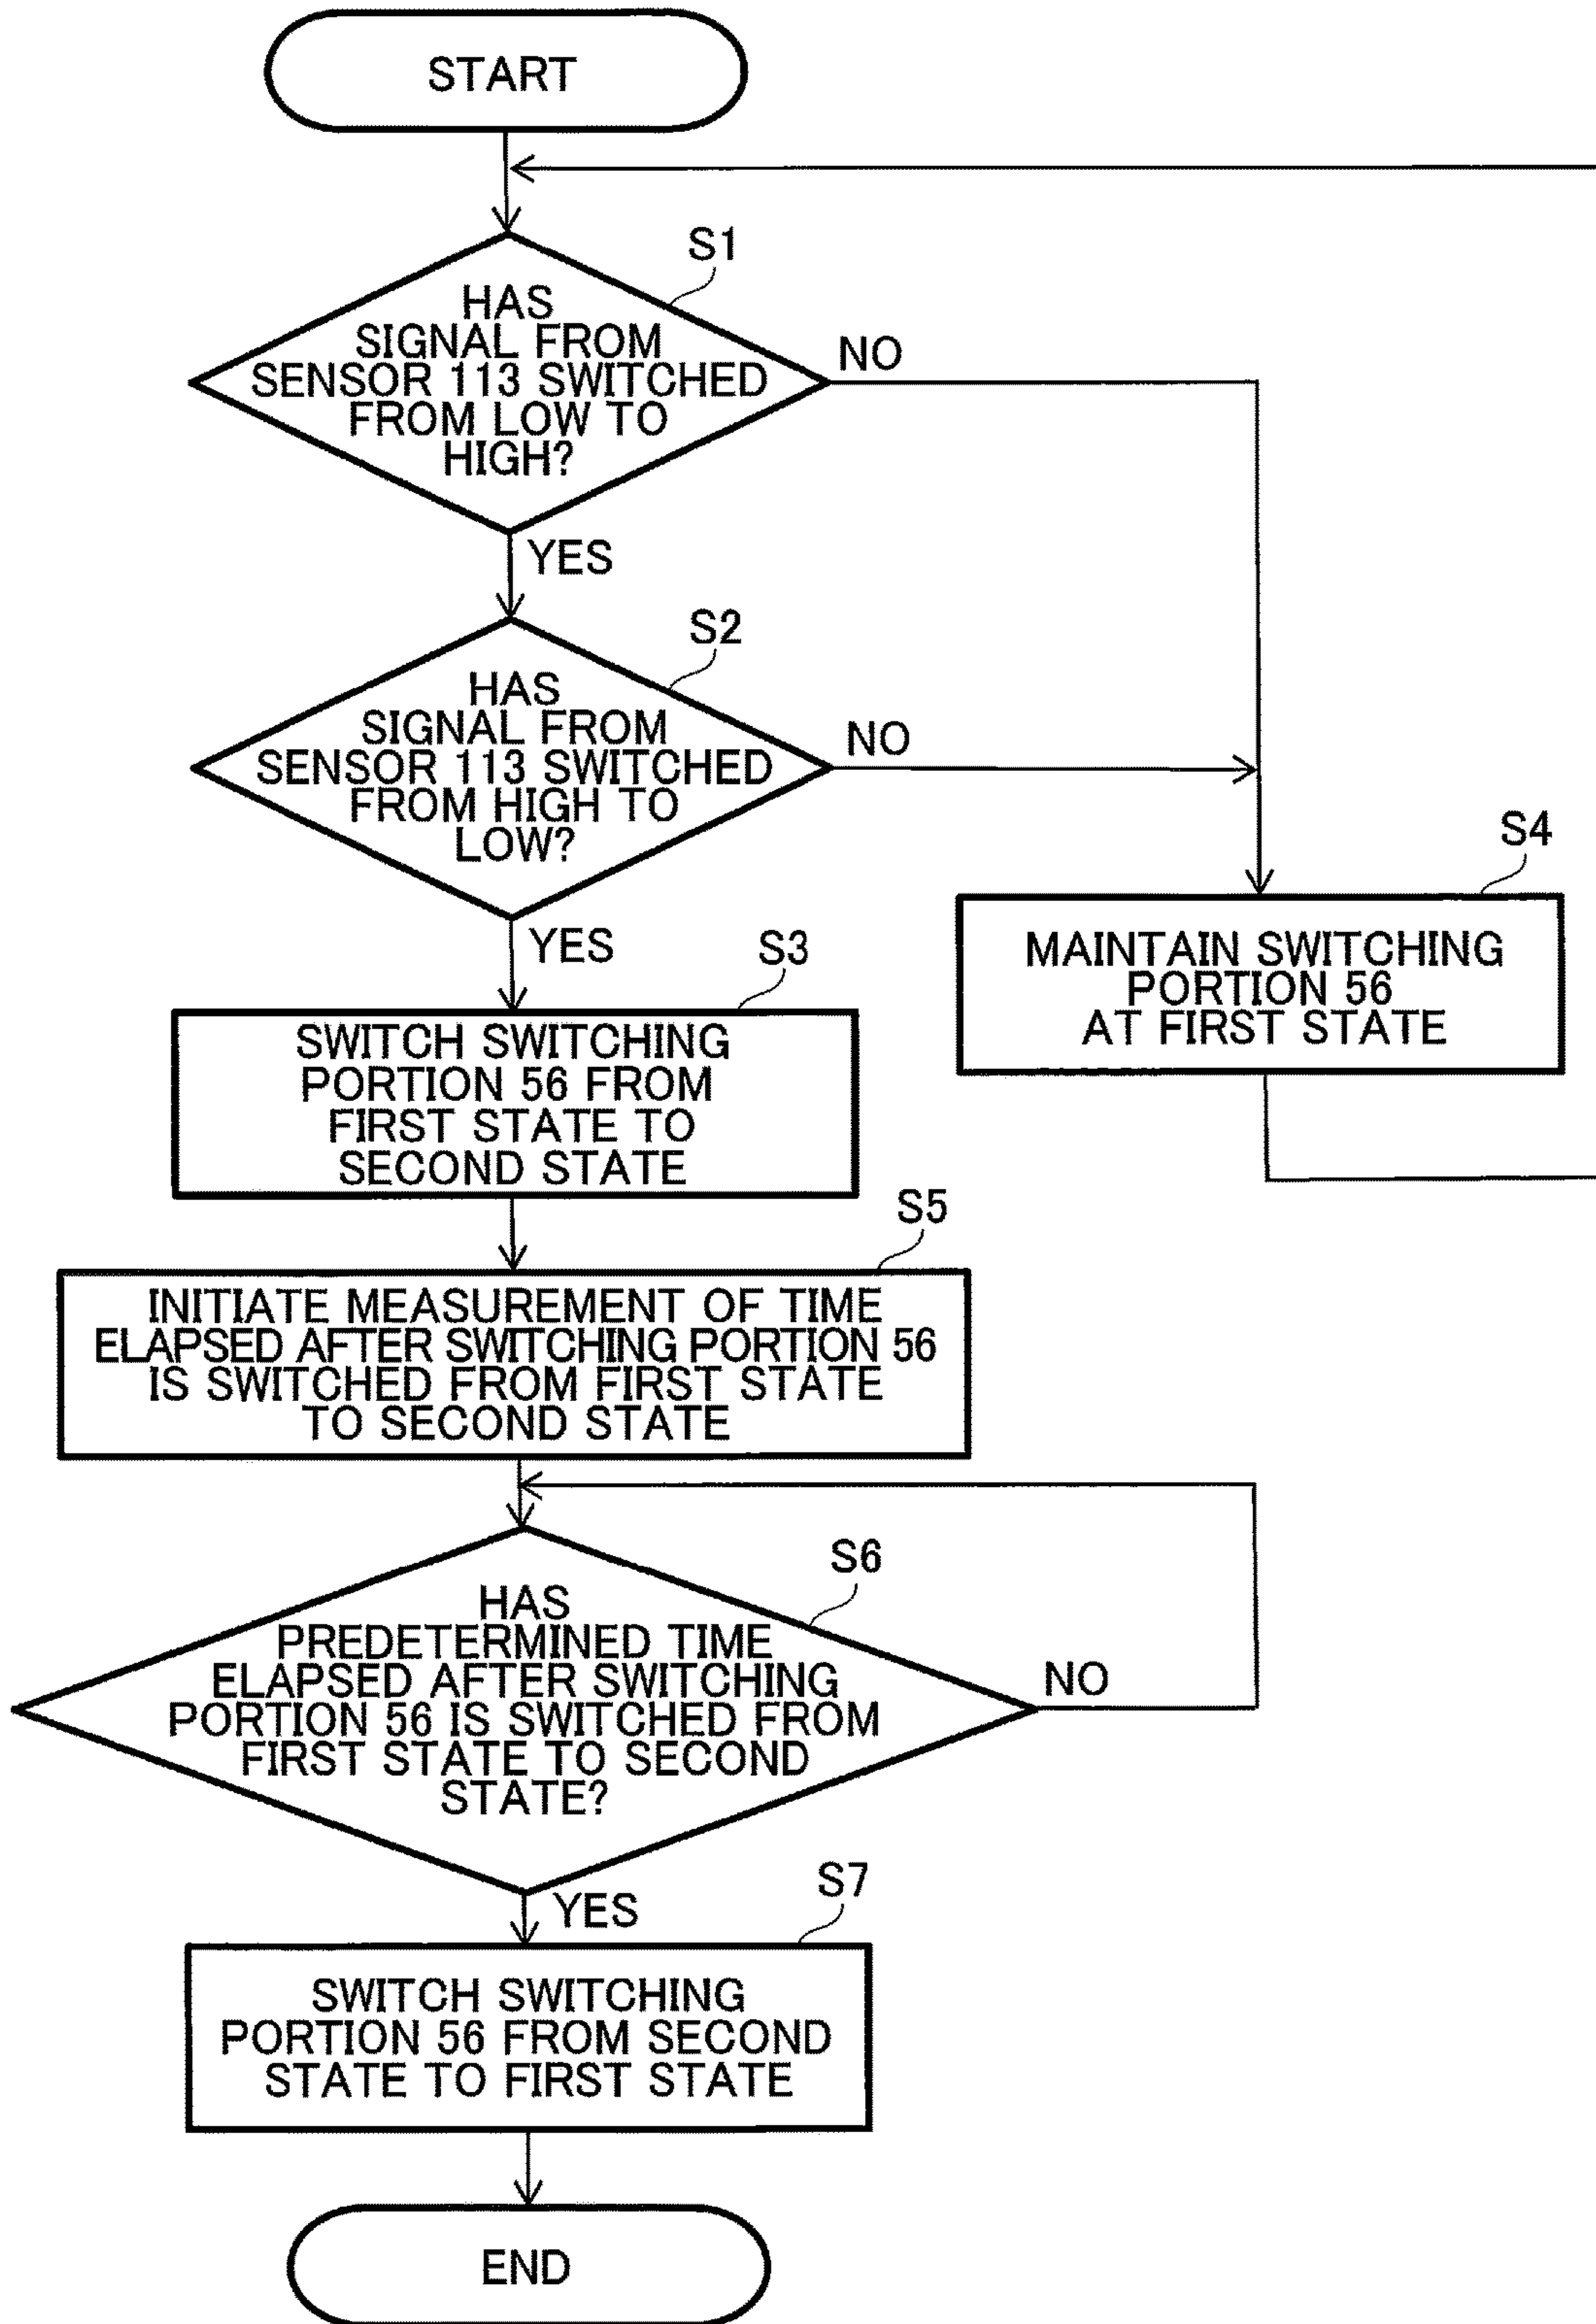 START
S1
HAS
SIGNAL FROM
SENSOR 113 SWITCHED
FROM LOW TO
HIGH?
NO
YES
S2
HAS
SIGNAL FROM
SENSOR 113 SWITCHED
FROM HIGH TO
LOW?
NO
YES
S3
SWITCH SWITCHING
PORTION 56 FROM
FIRST STATE TO
SECOND STATE
S4
MAINTAIN SWITCHING
PORTION 56
AT FIRST STATE
S5
INITIATE MEASUREMENT OF TIME
ELAPSED AFTER SWITCHING PORTION 56
IS SWITCHED FROM FIRST STATE
TO SECOND STATE
S6
HAS
PREDETERMINED TIME
ELAPSED AFTER SWITCHING
PORTION 56 IS SWITCHED FROM
FIRST STATE TO SECOND
STATE?
NO
YES
S7
SWITCH SWITCHING
PORTION 56 FROM SECOND
STATE TO FIRST STATE
END